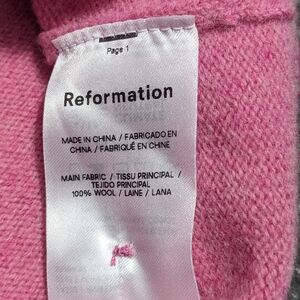 Page 1
Reformation
MADE IN CHINA / FABRICADO EN
CHINA / FABRIQUÉ EN CHINE
MAIN FABRIC / TISSU PRINCIPAL /
TEJIDO PRINCIPAL
100% WOOL / LAINE / LANA